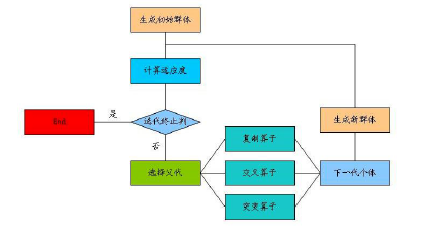 生成初始群体
计算适应度
是
迭代终止判
End
否
选择父代
复制算子
交叉算子
变异算子
生成新群体
下一代个体